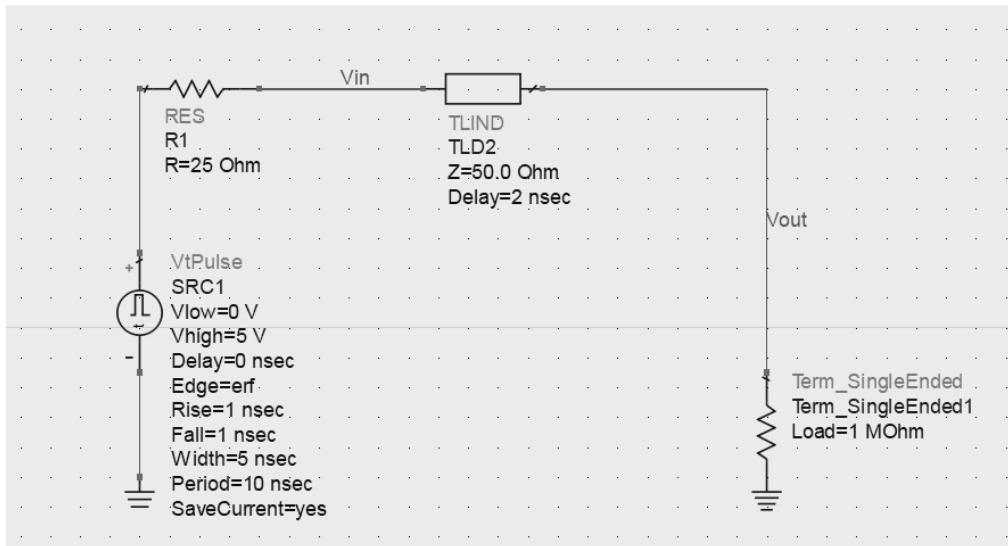 Vin
RES
R1
R=25 Ohm
TLIND
TLD2
Z=50.0 Ohm
Delay=2 nsec
Vout
+
VtPulse
SRC1
Vlow=0 V
Vhigh=5 V
Delay=0 nsec
Edge=erf
Rise=1 nsec
Fall=1 nsec
Width=5 nsec
Period=10 nsec
SaveCurrent=yes
t
-
Term_SingleEnded
Term_SingleEnded1
Load=1 MOhm